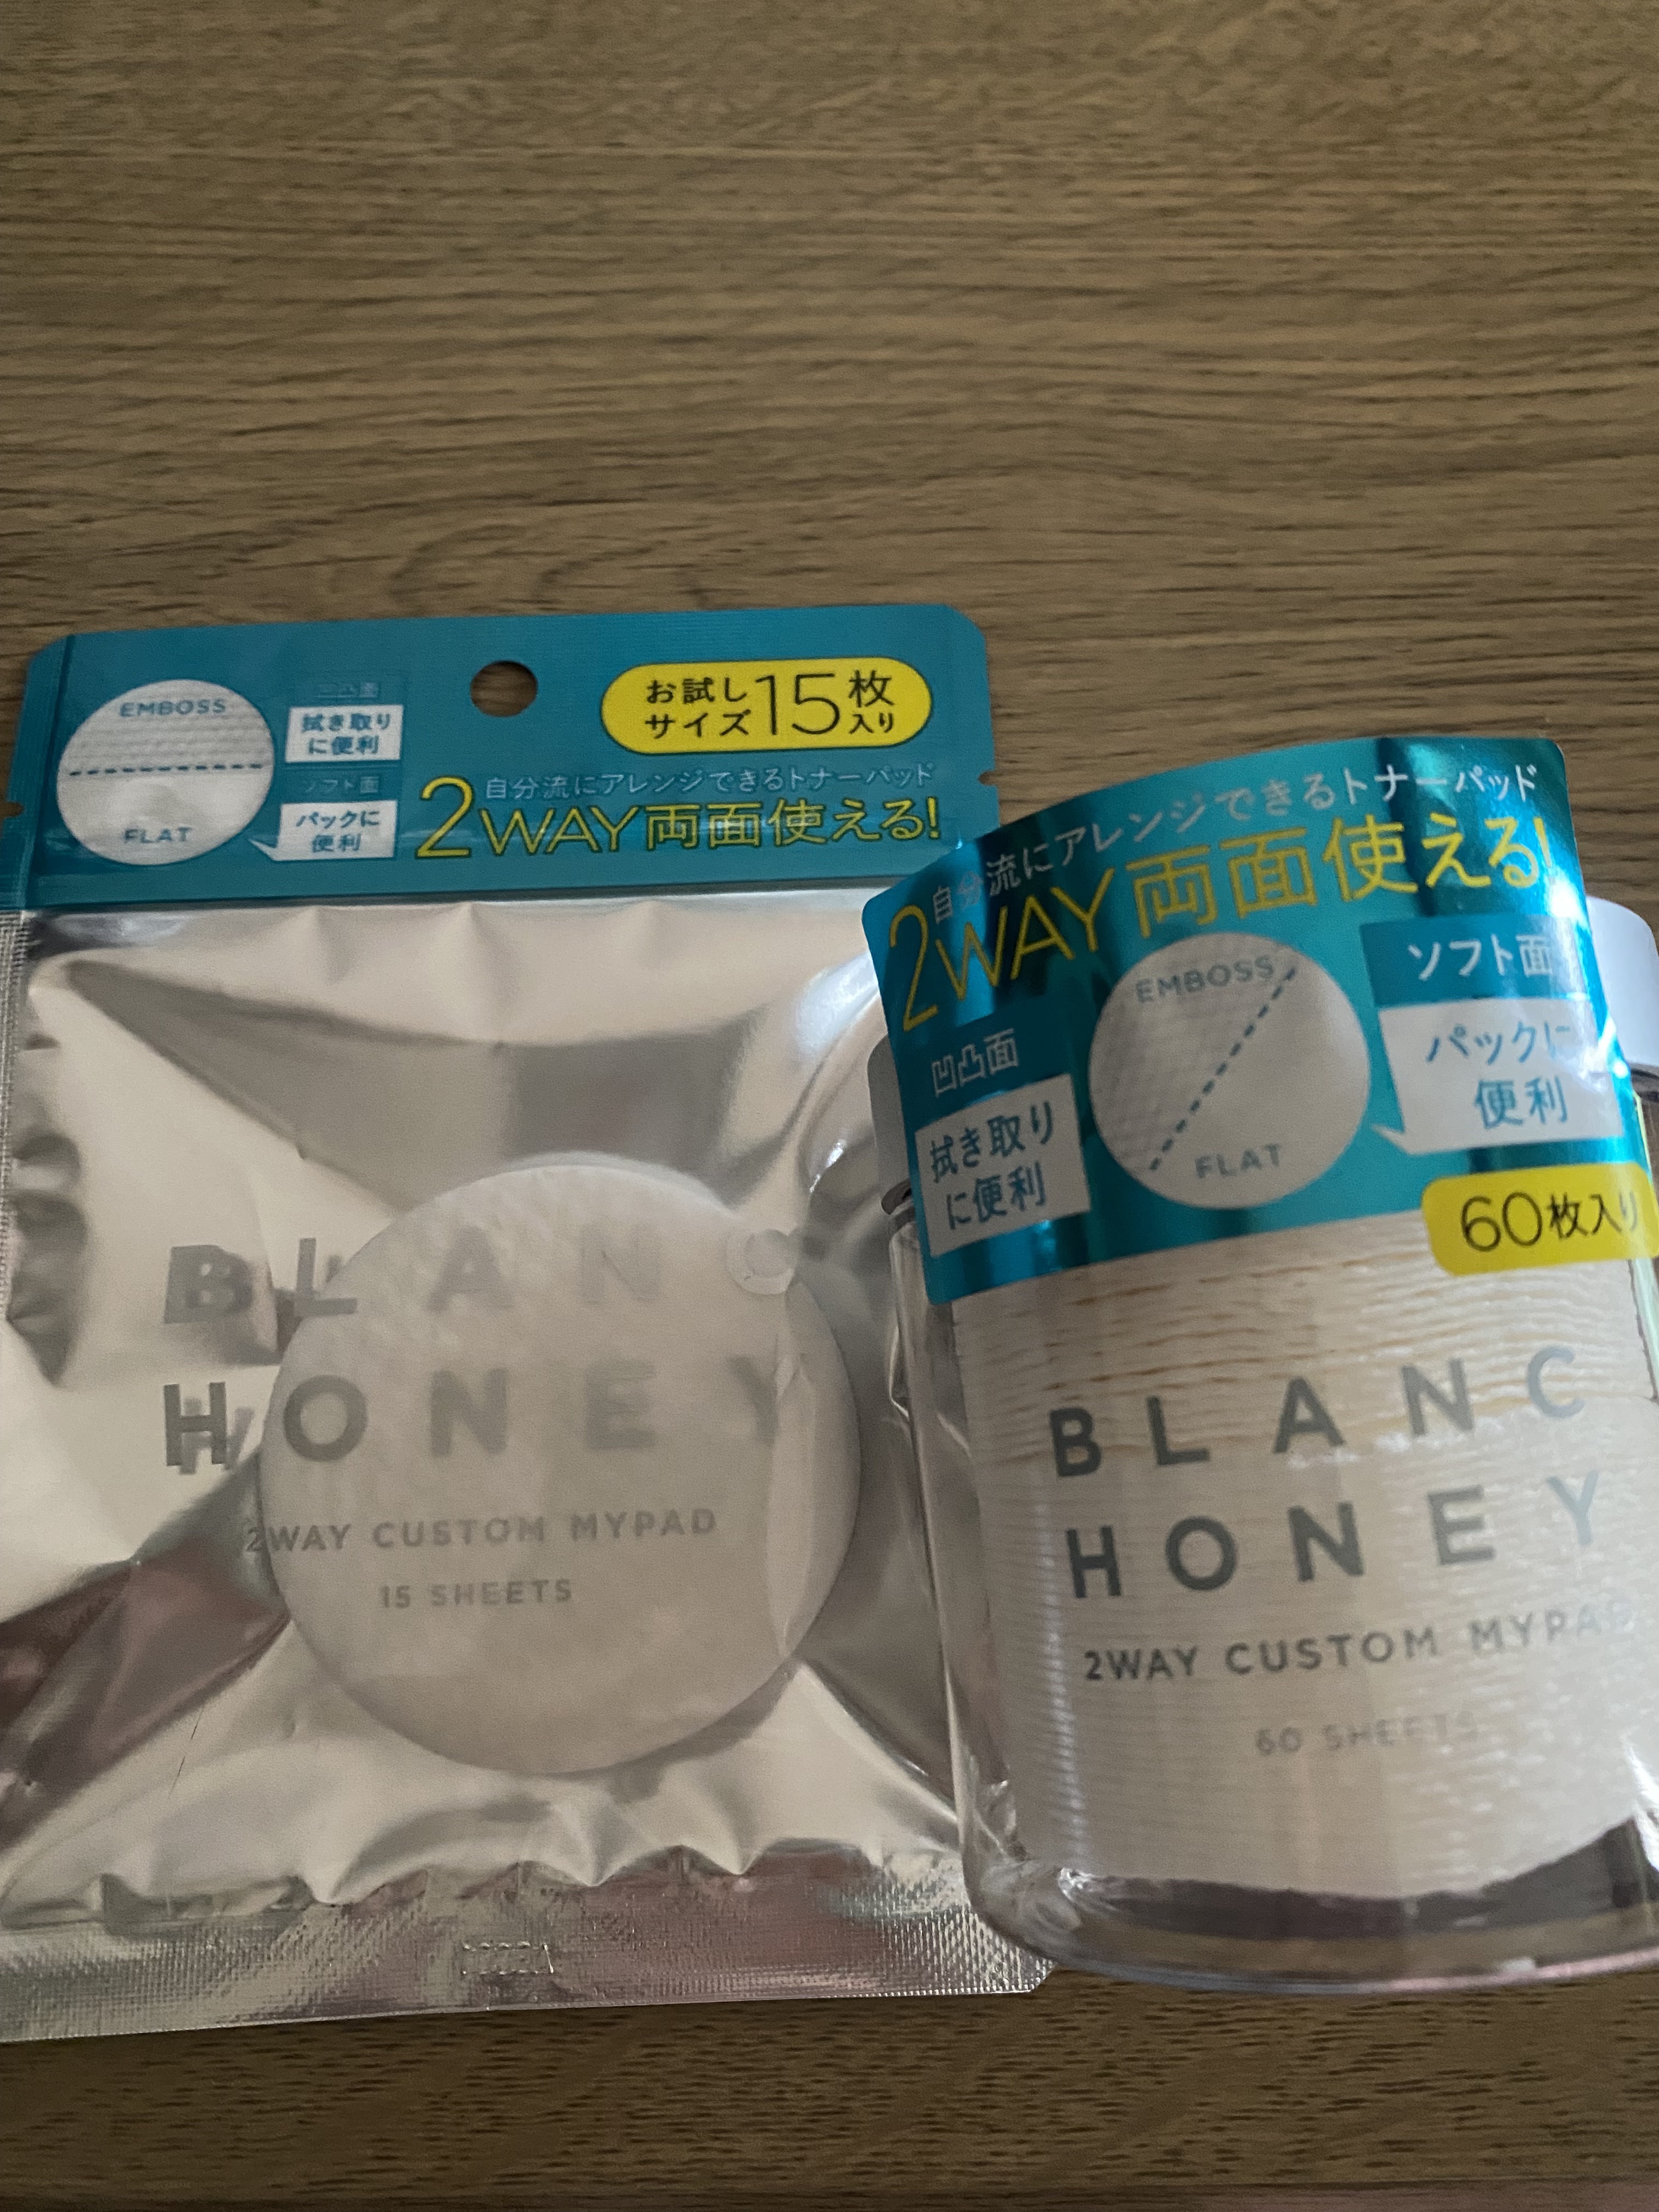 EMBOSS
FLAT
凹凸面
拭き取り
に便利
ソフト面
パックに
便利
お試し
サイズ
15枚
入り
自分流にアレンジできるトナーパッド
2WAY両面使える!
BLANC
HONEY
2WAY CUSTOM MYPAD
15 SHEETS
自分流にアレンジできるトナーパッド
2WAY両面使える!
EMBOSS
FLAT
凹凸面
拭き取り
に便利
ソフト面
パックに
便利
60枚入り
BLANC
HONEY
2WAY CUSTOM MYPAD
60 SHEETS